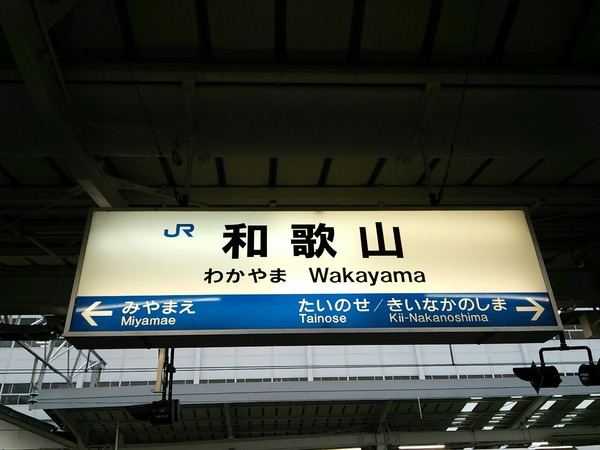 JR 和歌山
わかやま Wakayama
← みやまえ たいのせ/きいなかのしま →
Miyamae Tainose Kii-Nakanoshima